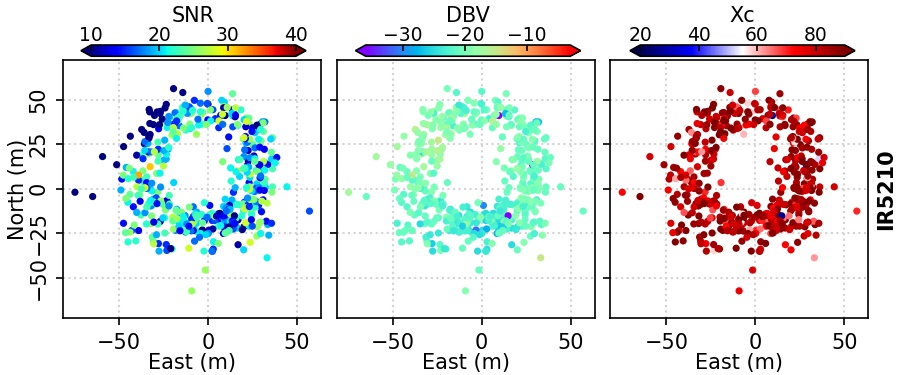 SNR DBV Xc
10 20 30 40 −30 −20 −10 20 40 60 80
50
25
0
−25
−50
North (m)
−50 0 50 −50 0 50 −50 0 50
East (m) East (m) East (m)
IR5210